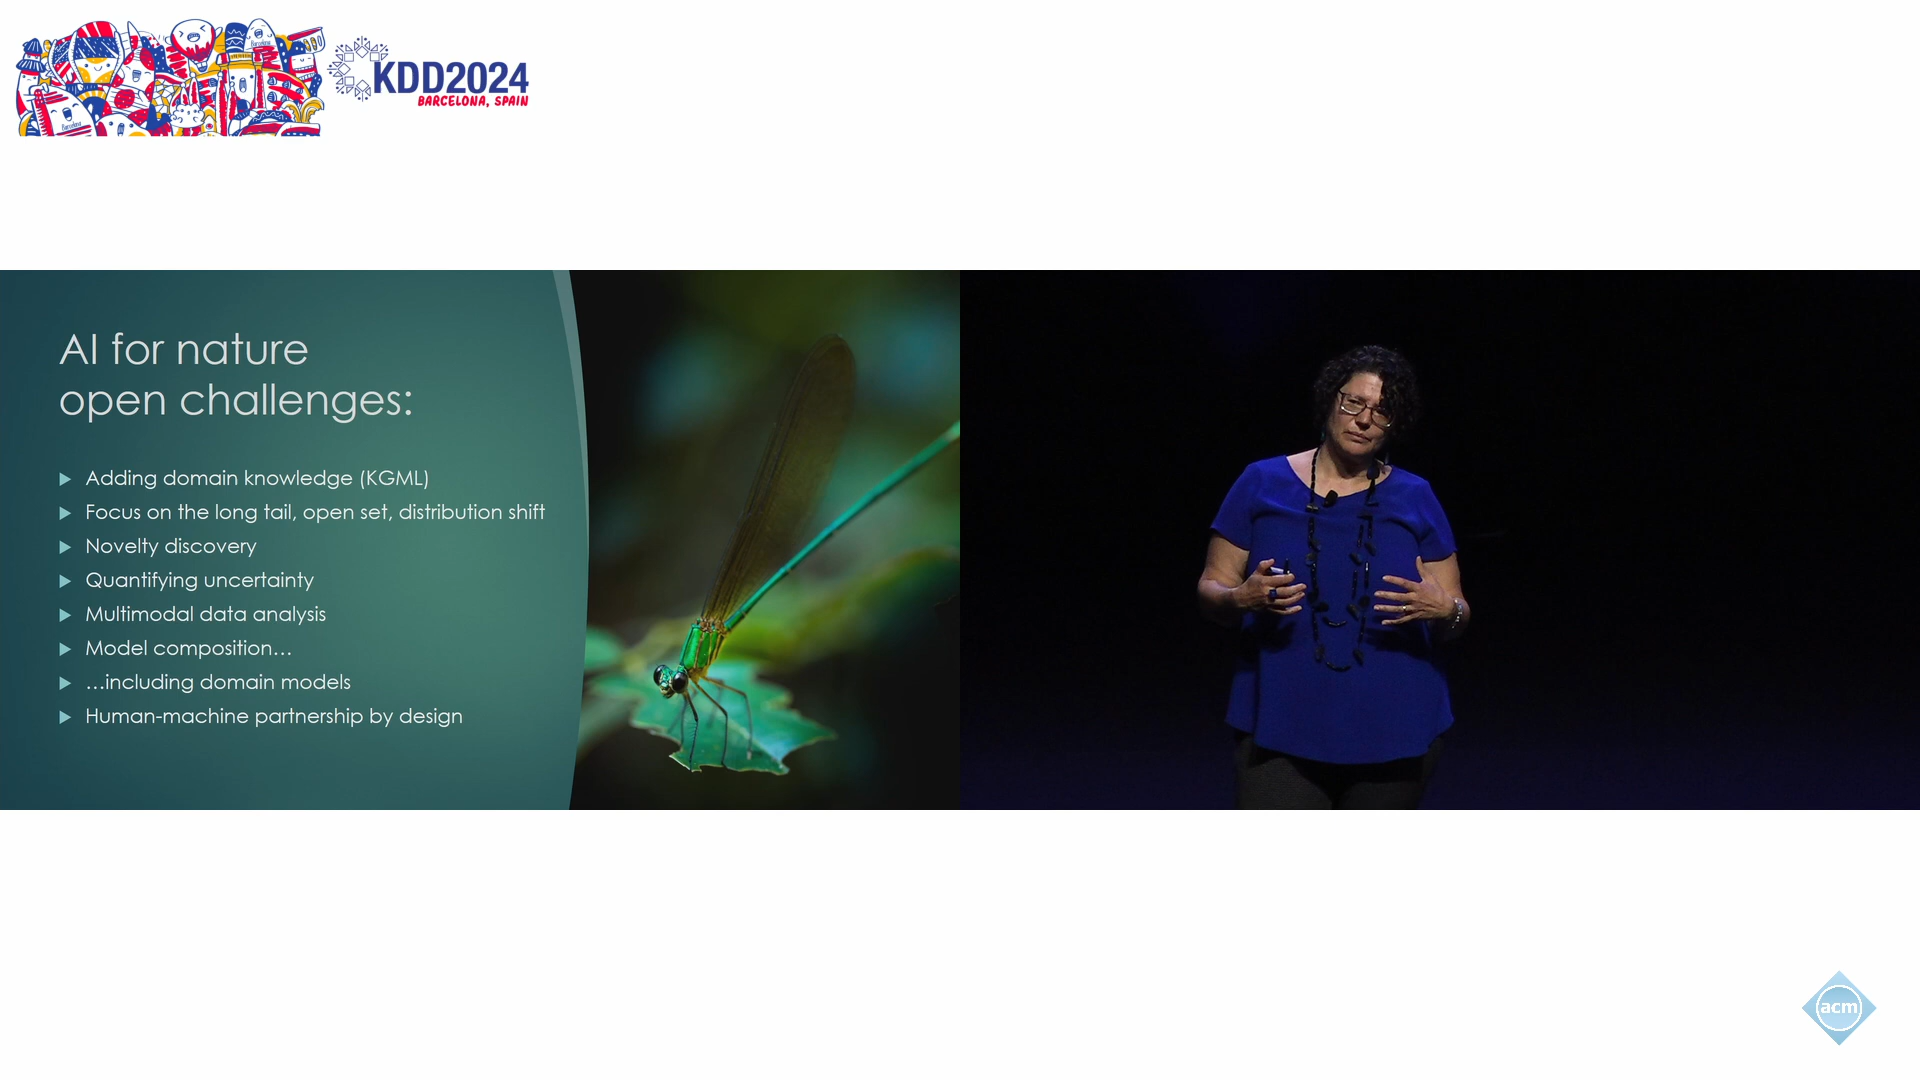 KDD2024
BARCELONA, SPAIN
AI for nature
open challenges:
Adding domain knowledge (KGML)
Focus on the long tail, open set, distribution shift
Novelty discovery
Quantifying uncertainty
Multimodal data analysis
Model composition...
...including domain models
Human-machine partnership by design
acm